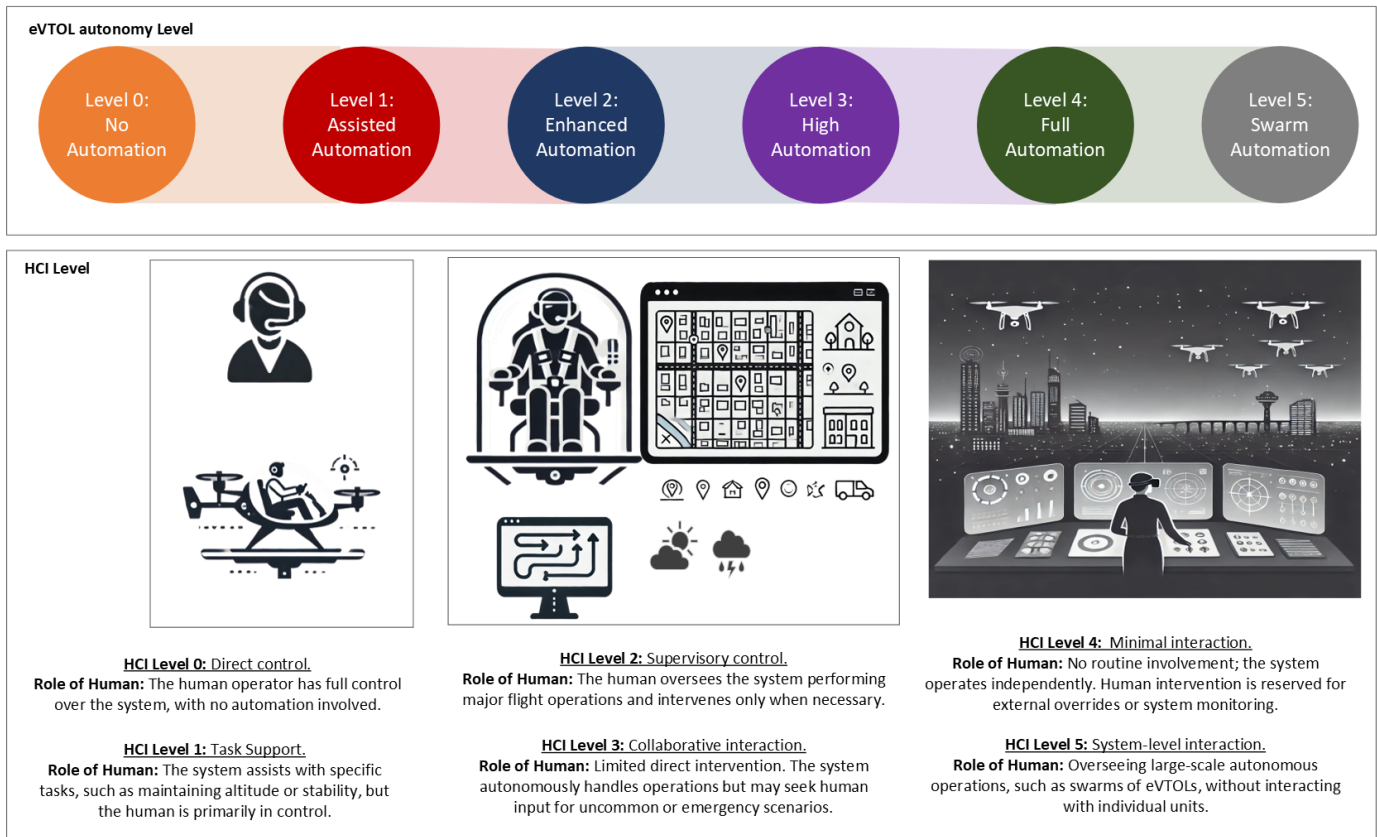 eVTOL autonomy Level
Level 0:
No
Automation
Level 1:
Assisted
Automation
Level 2:
Enhanced
Automation
Level 3:
High
Automation
Level 4:
Full
Automation
Level 5:
Swarm
Automation
HCI Level
HCI Level 0: Direct control.
Role of Human: The human operator has full control
over the system, with no automation involved.
HCI Level 1: Task Support.
Role of Human: The system assists with specific
tasks, such as maintaining altitude or stability, but
the human is primarily in control.
HCI Level 2: Supervisory control.
Role of Human: The human oversees the system performing
major flight operations and intervenes only when necessary.
HCI Level 3: Collaborative interaction.
Role of Human: Limited direct intervention. The system
autonomously handles operations but may seek human
input for uncommon or emergency scenarios.
HCI Level 4: Minimal interaction.
Role of Human: No routine involvement; the system
operates independently. Human intervention is reserved for
external overrides or system monitoring.
HCI Level 5: System-level interaction.
Role of Human: Overseeing large-scale autonomous
operations, such as swarms of eVTOLs, without interacting
with individual units.